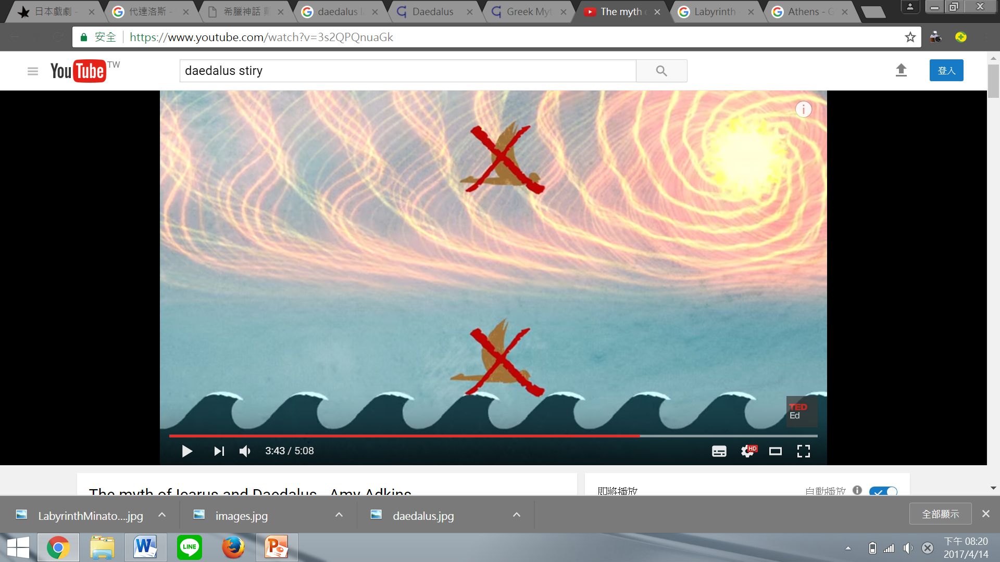 日本戲劇 -
代達洛斯 -
希臘神話
daedalus
Daedalus
Greek Myt
The myth
Labyrinth
Athens - G
安全
https://www.youtube.com/watch?v=3s2QPQnuaGk
YouTube TW
daedalus stiry
登入
i
TED
Ed
3:43 / 5:08
HD
The myth of Icarus and Daedalus - Amy Adkins
即將播放
自動播放
LabyrinthMinato....jpg
images.jpg
daedalus.jpg
全部顯示
LINE
下午 08:20
2017/4/14